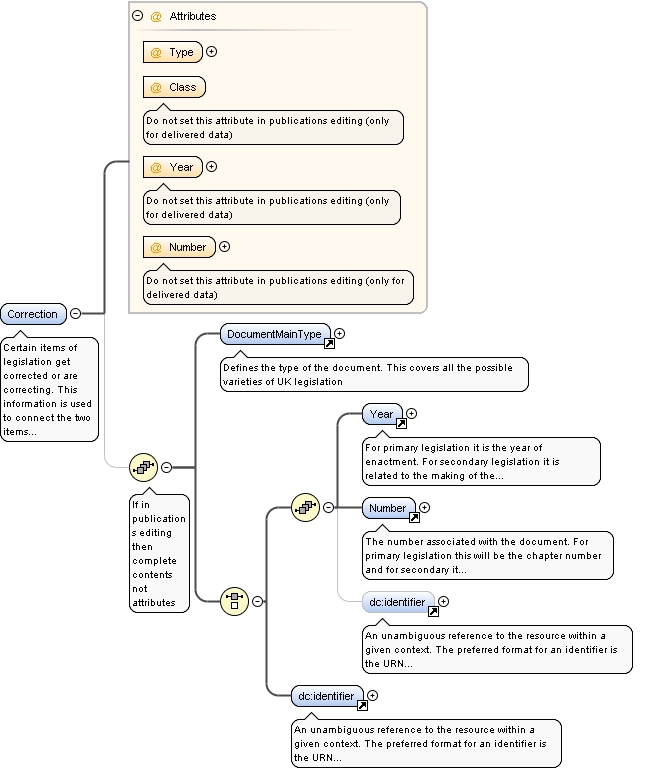 Attributes
@ Type
@ Class
Do not set this attribute in publications editing (only
for delivered data)
@ Year
Do not set this attribute in publications editing (only
for delivered data)
@ Number
Do not set this attribute in publications editing (only for
delivered data)
Correction
Certain items of
legislation get
corrected or are
correcting. This
information is used
to connect the two
items...
If in
publication
s editing
then
complete
contents
not
attributes
DocumentMainType
Defines the type of the document. This covers all the possible
varieties of UK legislation
Year
For primary legislation it is the year of
enactment. For secondary legislation it is
related to the making of the...
Number
The number associated with the document. For
primary legislation this will be the chapter number
and for secondary it...
dc:identifier
An unambiguous reference to the resource within a
given context. The preferred format for an identifier is
the URN...
dc:identifier
An unambiguous reference to the resource within a
given context. The preferred format for an identifier is
the URN...